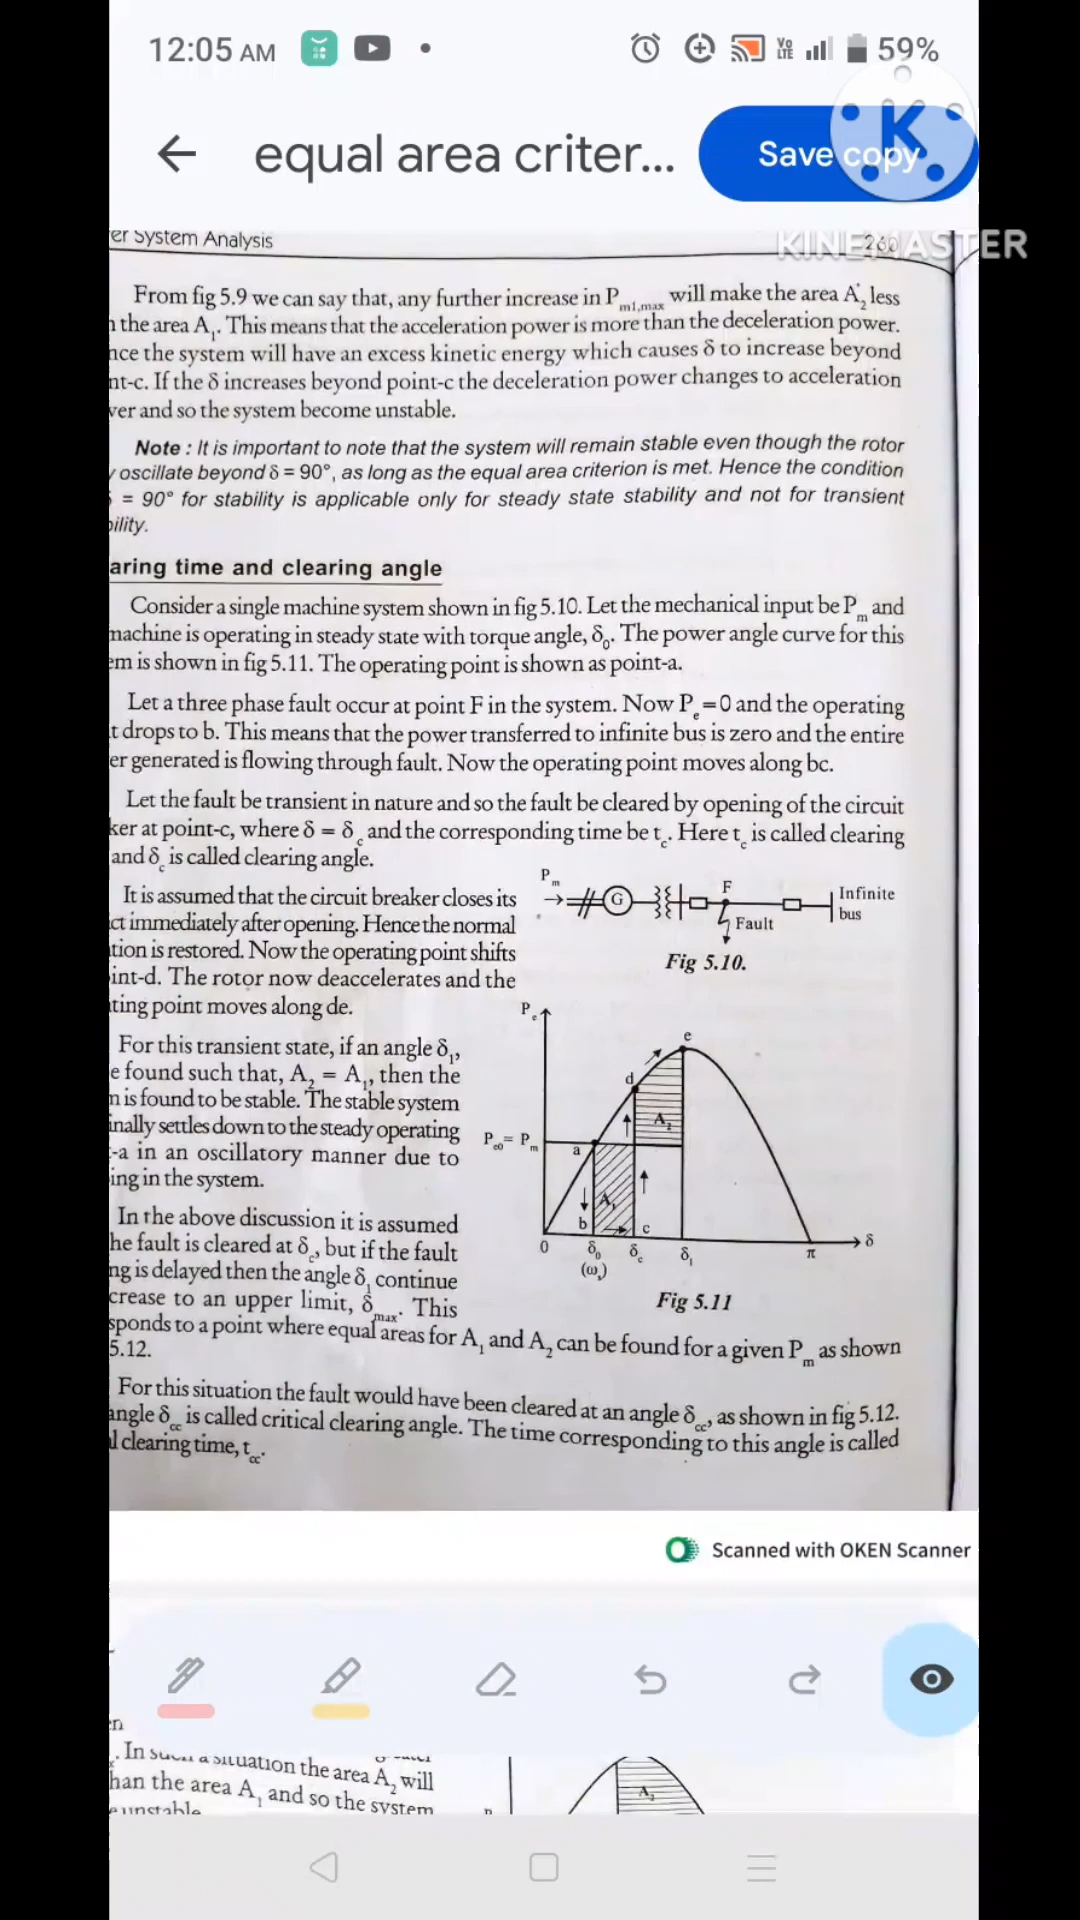 12:05 AM
Vo
LTE
59%
equal area criter...
Save copy
K
KINEMASTER
er System Analysis
260
From fig 5.9 we can say that, any further increase in Pm1,max will make the area A'2 less
the area A1. This means that the acceleration power is more than the deceleration power.
nce the system will have an excess kinetic energy which causes δ to increase beyond
nt-c. If the δ increases beyond point-c the deceleration power changes to acceleration
ver and so the system become unstable.
Note : It is important to note that the system will remain stable even though the rotor
y oscillate beyond δ = 90°, as long as the equal area criterion is met. Hence the condition
= 90° for stability is applicable only for steady state stability and not for transient
bility.
aring time and clearing angle
Consider a single machine system shown in fig 5.10. Let the mechanical input be Pm and
machine is operating in steady state with torque angle, δ0. The power angle curve for this
em is shown in fig 5.11. The operating point is shown as point-a.
Let a three phase fault occur at point F in the system. Now Pe = 0 and the operating
t drops to b. This means that the power transferred to infinite bus is zero and the entire
er generated is flowing through fault. Now the operating point moves along bc.
Let the fault be transient in nature and so the fault be cleared by opening of the circuit
ker at point-c, where δ = δc and the corresponding time be tc. Here tc is called clearing
and δc is called clearing angle.
It is assumed that the circuit breaker closes its
ct immediately after opening. Hence the normal
tion is restored. Now the operating point shifts
int-d. The rotor now deaccelerates and the
ting point moves along de.
Pm
G
F
Fault
Infinite
bus
Fig 5.10.
For this transient state, if an angle δ1,
e found such that, A2 = A1, then the
n is found to be stable. The stable system
inally settles down to the steady operating
-a in an oscillatory manner due to
ing in the system.
In the above discussion it is assumed
he fault is cleared at δc, but if the fault
ng is delayed then the angle δ1 continue
crease to an upper limit, δmax. This
Pe
e
d
A2
Pe0 = Pm
a
A1
b
c
0
δ0
δc
δ1
π
δ
(ωs)
Fig 5.11
sponds to a point where equal areas for A1 and A2 can be found for a given Pm as shown
5.12.
For this situation the fault would have been cleared at an angle δcc, as shown in fig 5.12.
angle δcc is called critical clearing angle. The time corresponding to this angle is called
l clearing time, tcc.
Scanned with OKEN Scanner
en
. In such a situation the area A2 will
han the area A1 and so the system
e unstable
A2